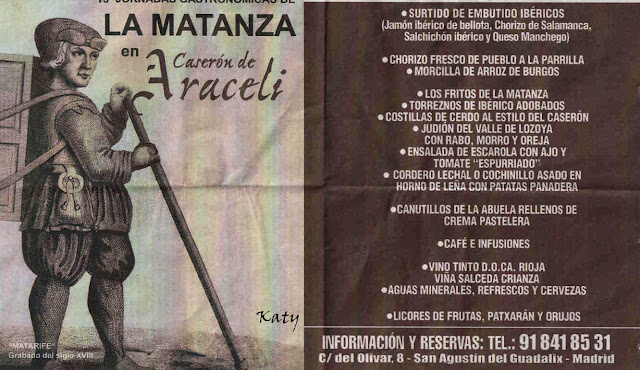 JORNADAS GASTRONÓMICAS DE
LA MATANZA
en Caserón de
Araceli
Katy
"MATARIFE"
Grabado del siglo XVIII
●SURTIDO DE EMBUTIDO IBÉRICOS
(Jamón ibérico de bellota, Chorizo de Salamanca,
Salchichón ibérico y Queso Manchego)
●CHORIZO FRESCO DE PUEBLO A LA PARRILLA
●MORCILLA DE ARROZ DE BURGOS
●LOS FRITOS DE LA MATANZA
●TORREZNOS DE IBÉRICO ADOBADOS
●COSTILLAS DE CERDO AL ESTILO DEL CASERÓN
●JUDIÓN DEL VALLE DE LOZOYA
CON RABO, MORRO Y OREJA
●ENSALADA DE ESCAROLA CON AJO Y
TOMATE "ESPURRIADO"
●CORDERO LECHAL O COCHINILLO ASADO EN
HORNO DE LEÑA CON PATATAS PANADERA
●CANUTILLOS DE LA ABUELA RELLENOS DE
CREMA PASTELERA
●CAFÉ E INFUSIONES
●VINO TINTO D.O.CA. RIOJA
VIÑA SALCEDA CRIANZA
●AGUAS MINERALES, REFRESCOS Y CERVEZAS
●LICORES DE FRUTAS, PATXARÁN Y ORUJOS
INFORMACIÓN Y RESERVAS: TEL.: 91 841 85 31
C/ del Olivar, 8 - San Agustín del Guadalix - Madrid